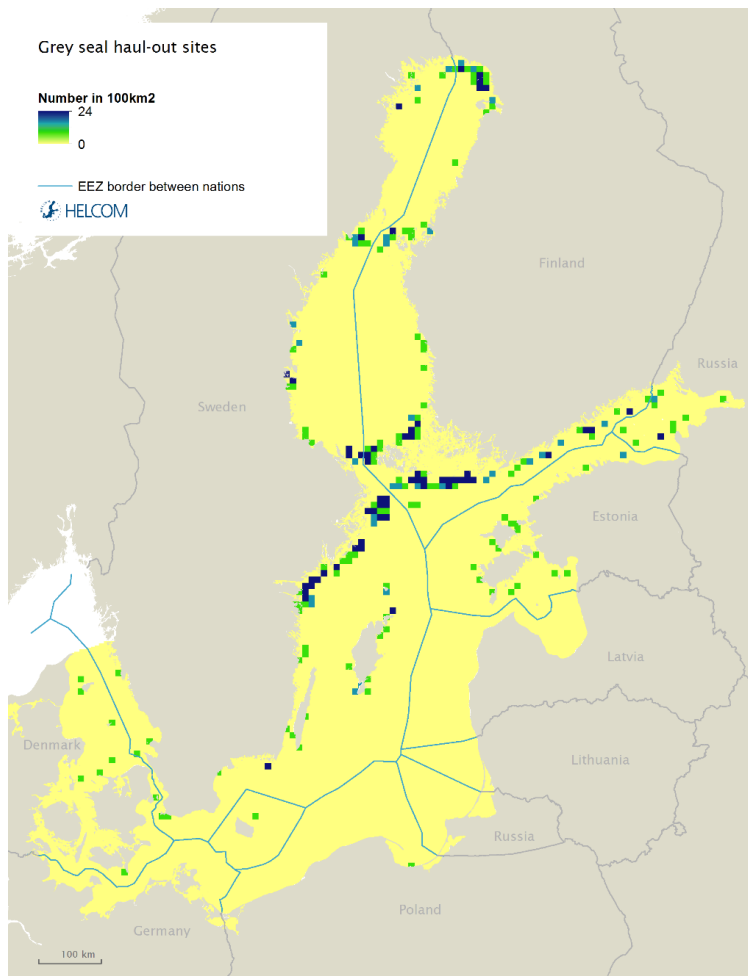 Grey seal haul-out sites
Number in 100km2
24
0
EEZ border between nations
HELCOM
Finland
Russia
Sweden
Estonia
Latvia
Denmark
Lithuania
Russia
Poland
Germany
100 km